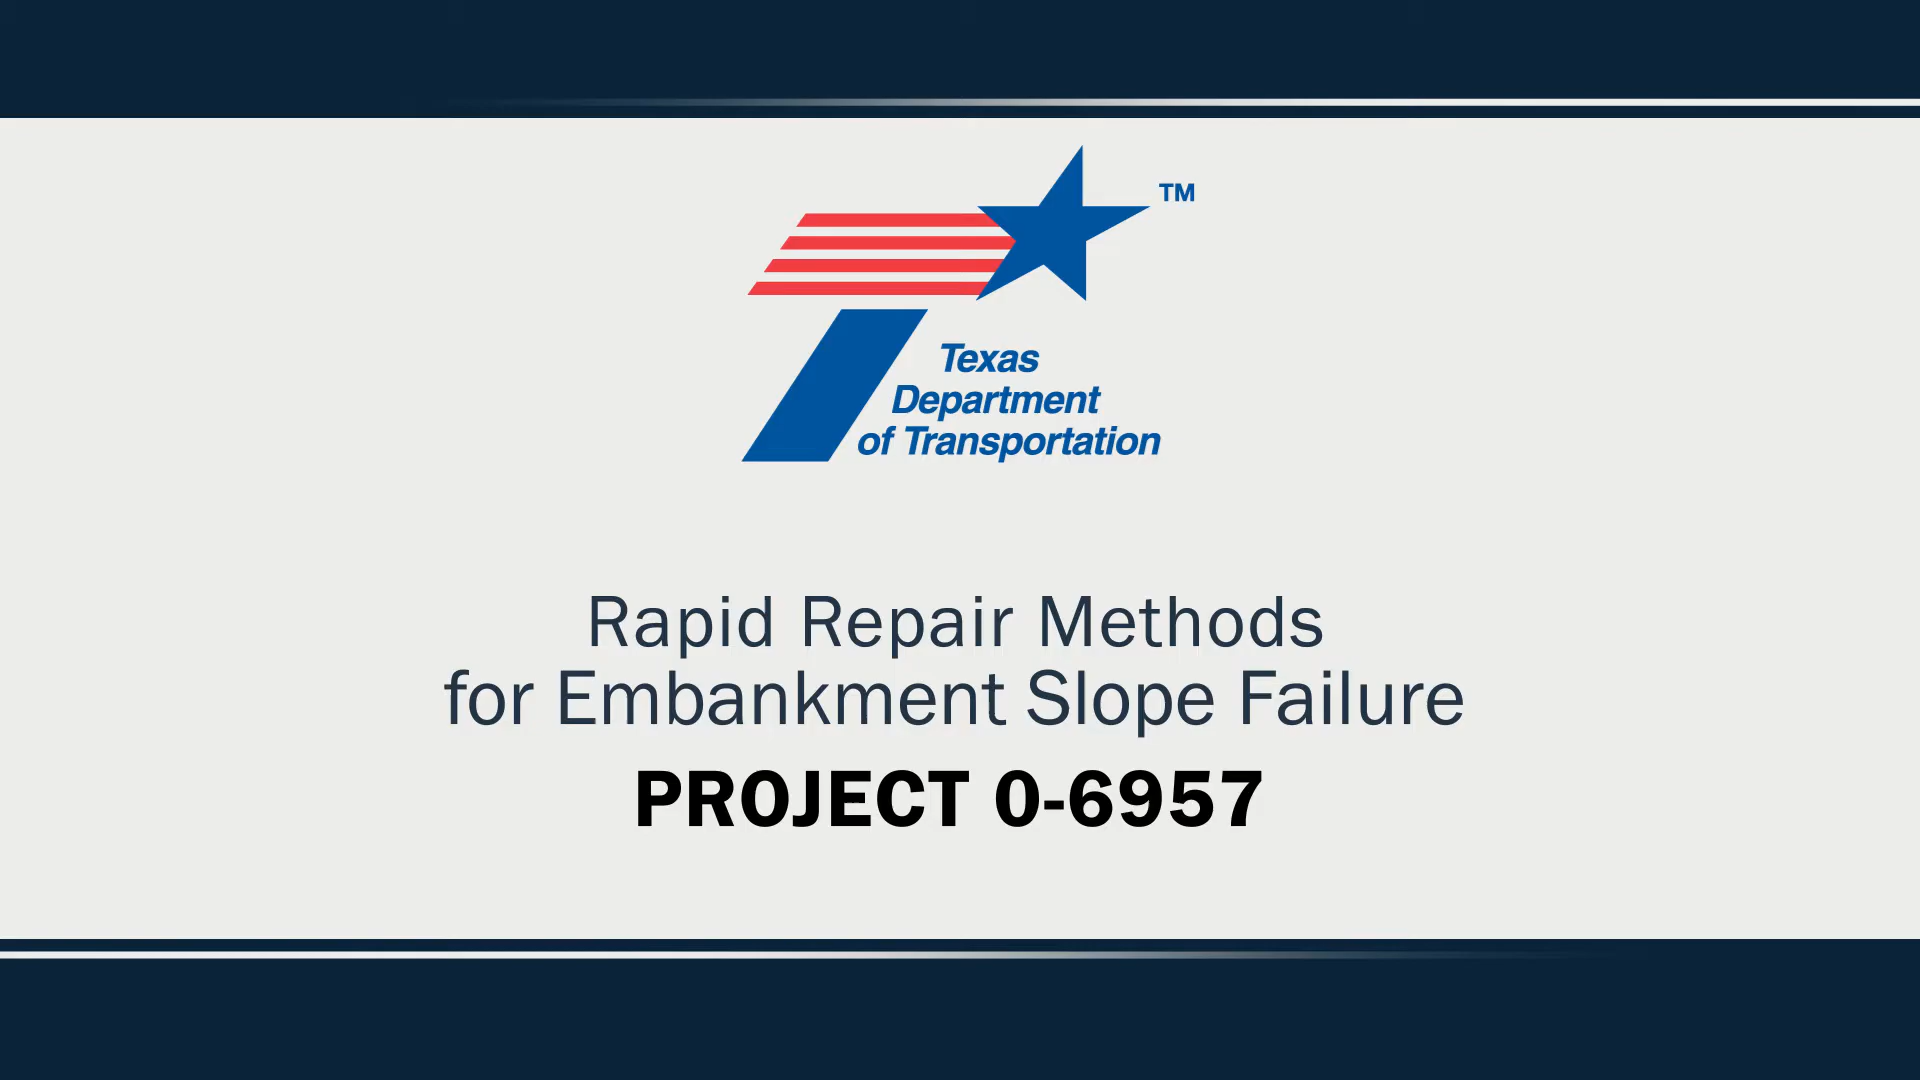 TM
Texas
Department
of Transportation
Rapid Repair Methods
for Embankment Slope Failure
PROJECT 0-6957